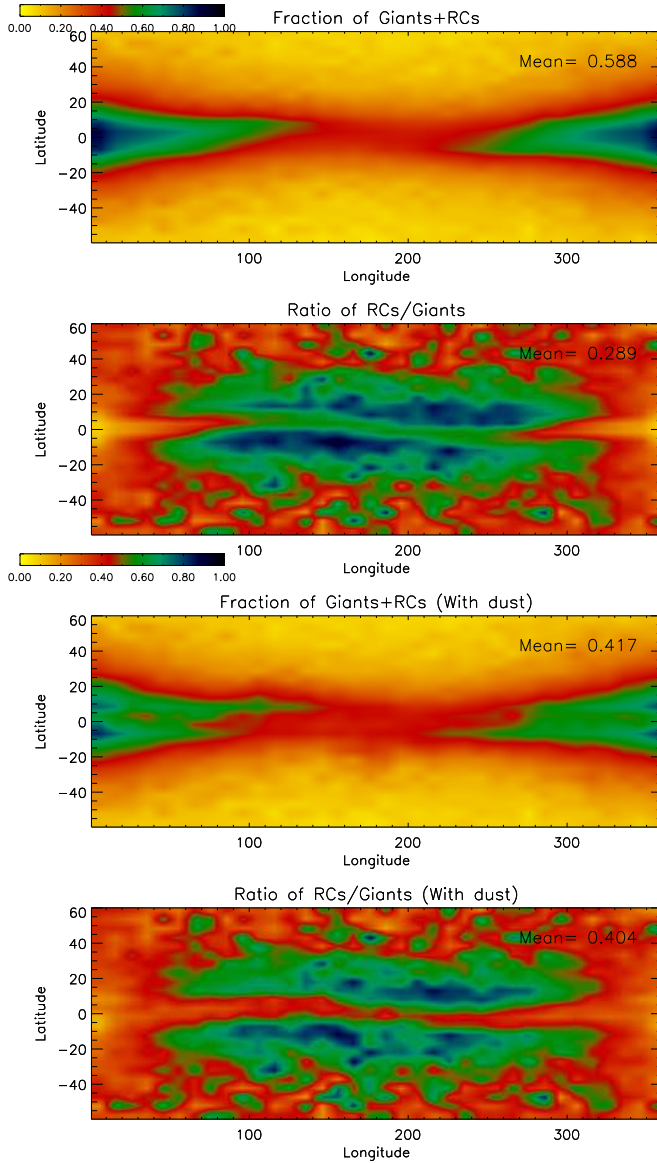 0.00 0.20 0.40 0.60 0.80 1.00
Fraction of Giants+RCs
Mean= 0.588
60
40
20
0
−20
−40
Latitude
100 200 300
Longitude
Ratio of RCs/Giants
Mean= 0.289
60
40
20
0
−20
−40
Latitude
100 200 300
Longitude
0.00 0.20 0.40 0.60 0.80 1.00
Fraction of Giants+RCs (With dust)
Mean= 0.417
60
40
20
0
−20
−40
Latitude
100 200 300
Longitude
Ratio of RCs/Giants (With dust)
Mean= 0.404
60
40
20
0
−20
−40
Latitude
100 200 300
Longitude